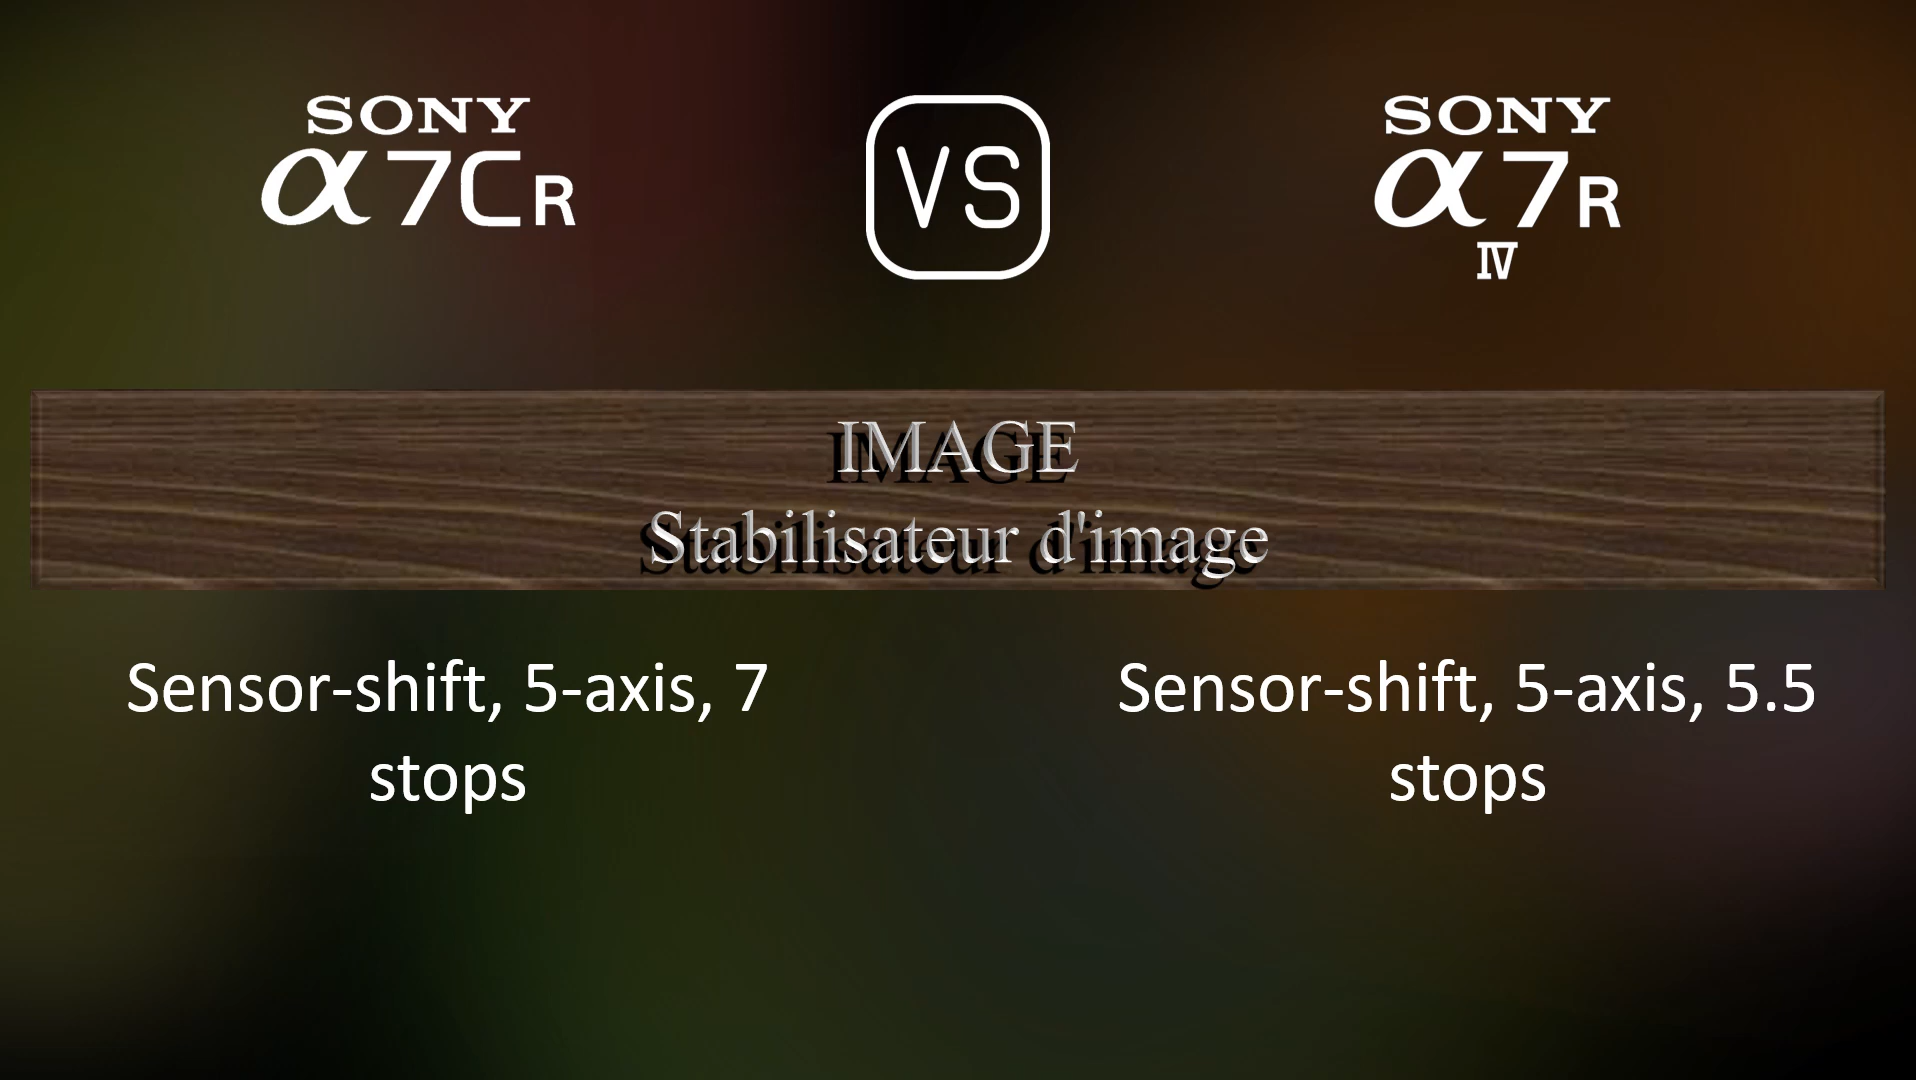 SONY
α7CR
VS
SONY
α7R
IV
IMAGE
Stabilisateur d'image
Sensor-shift, 5-axis, 7
stops
Sensor-shift, 5-axis, 5.5
stops